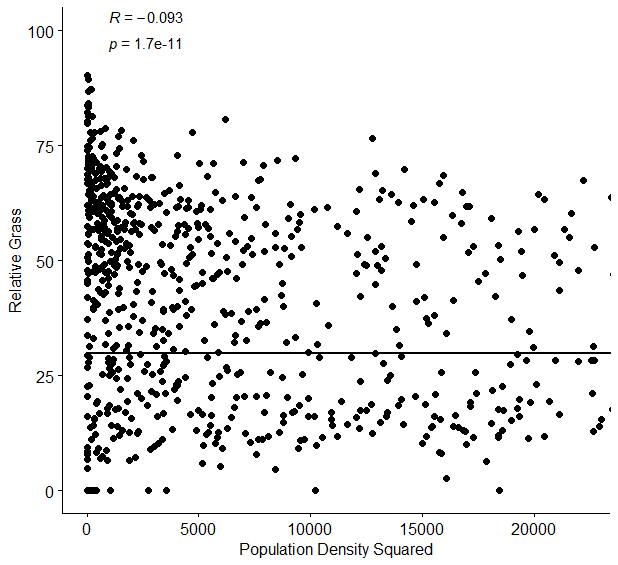 R = −0.093
p = 1.7e-11
100
75
50
25
0
Relative Grass
0 5000 10000 15000 20000
Population Density Squared